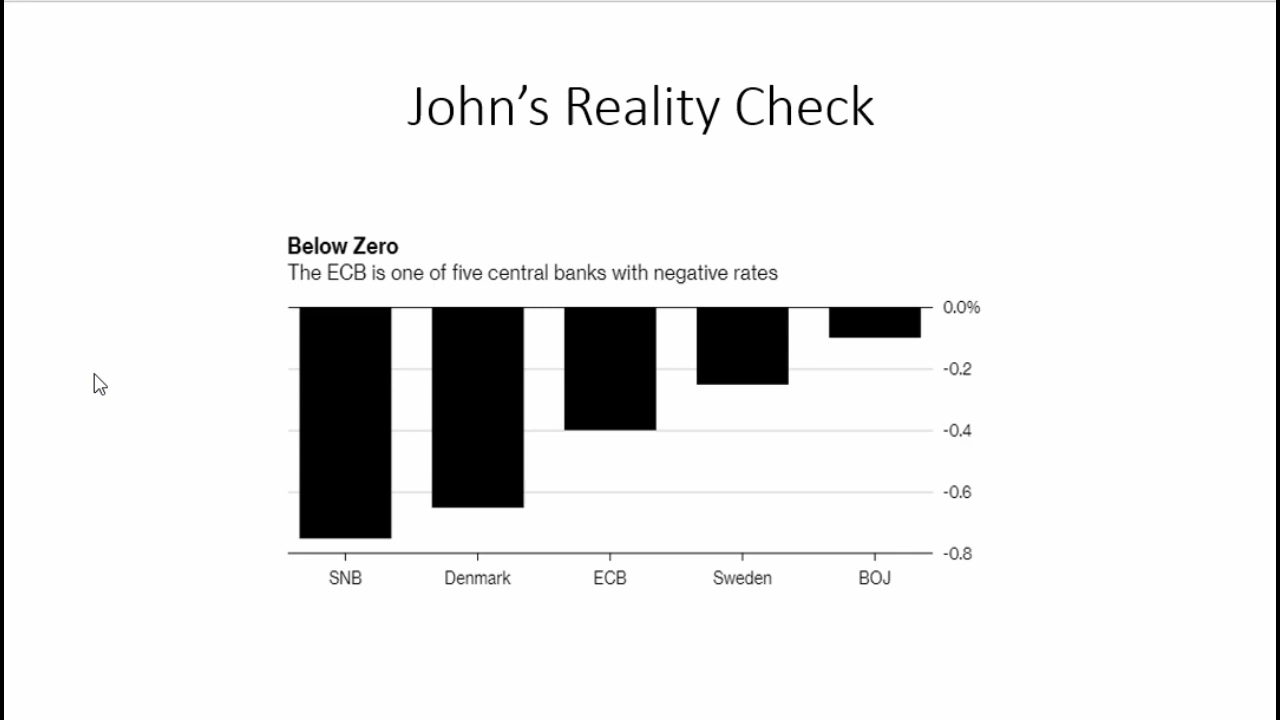 John’s Reality Check
Below Zero
The ECB is one of five central banks with negative rates
0.0%
-0.2
-0.4
-0.6
-0.8
SNB Denmark ECB Sweden BOJ